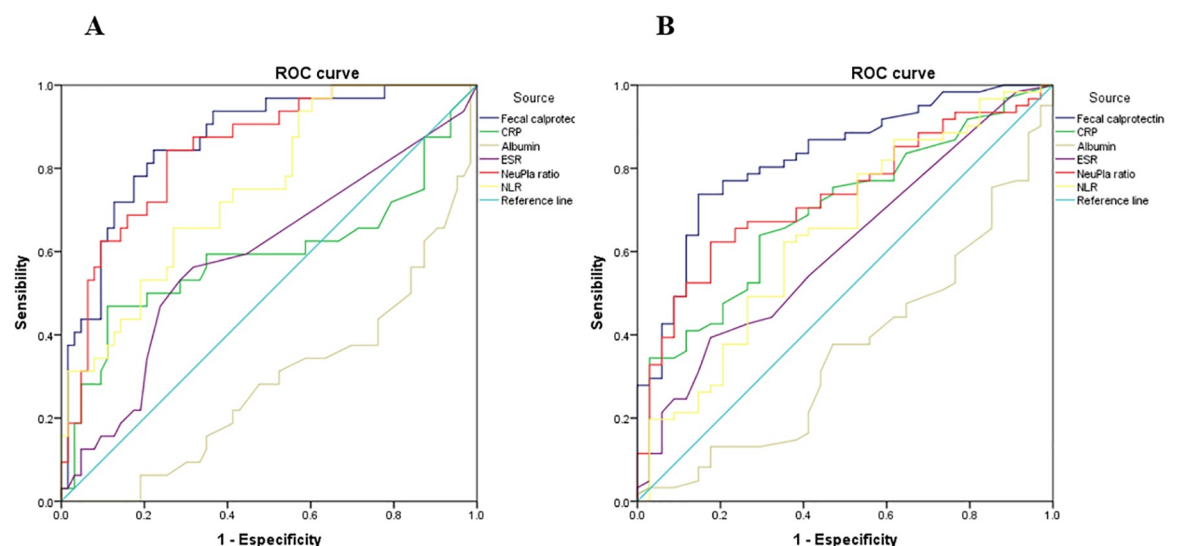 A
B
ROC curve
Source
Fecal calprotec
CRP
Albumin
ESR
NeuPla ratio
NLR
Reference line
Sensibility
1.0
0.8
0.6
0.4
0.2
0.0
0.0
0.2
0.4
0.6
0.8
1.0
1 - Especificity
ROC curve
Source
Fecal calprotectin
CRP
Albumin
ESR
NeuPla ratio
NLR
Reference line
Sensibility
1.0
0.8
0.6
0.4
0.2
0.0
0.0
0.2
0.4
0.6
0.8
1.0
1 - Especificity